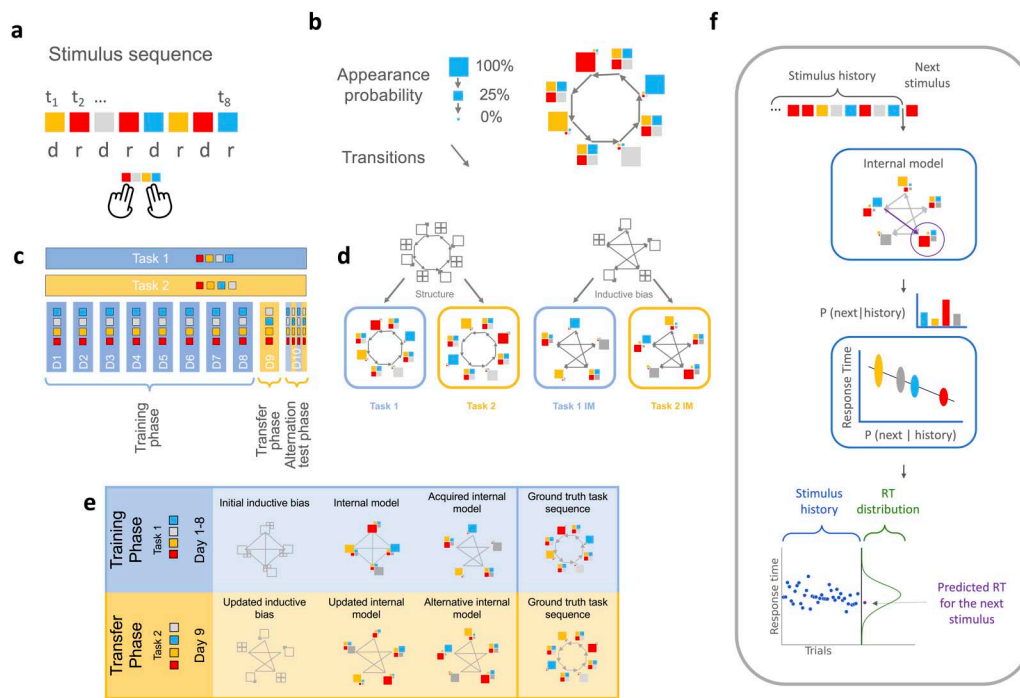 a
Stimulus sequence
t1 t2 ... t8
d r d r d r d r
b
Appearance
probability
100%
25%
0%
Transitions
c
Task 1
Task 2
D1 D2 D3 D4 D5 D6 D7 D8 D9 D10
Training
phase
Transfer
phase
Alternation
test phase
d
Structure
Inductive bias
Task 1
Task 2
Task 1 IM
Task 2 IM
e
Training
Phase
Task 1
Day 1-8
Initial inductive bias
Internal model
Acquired internal
model
Ground truth task
sequence
Transfer
Phase
Task 2
Day 9
Updated inductive
bias
Updated internal
model
Alternative internal
model
Ground truth task
sequence
f
Stimulus history
Next
stimulus
...
Internal model
P (next|history)
Response Time
P (next | history)
Stimulus
history
RT
distribution
Response time
Trials
Predicted RT
for the next
stimulus